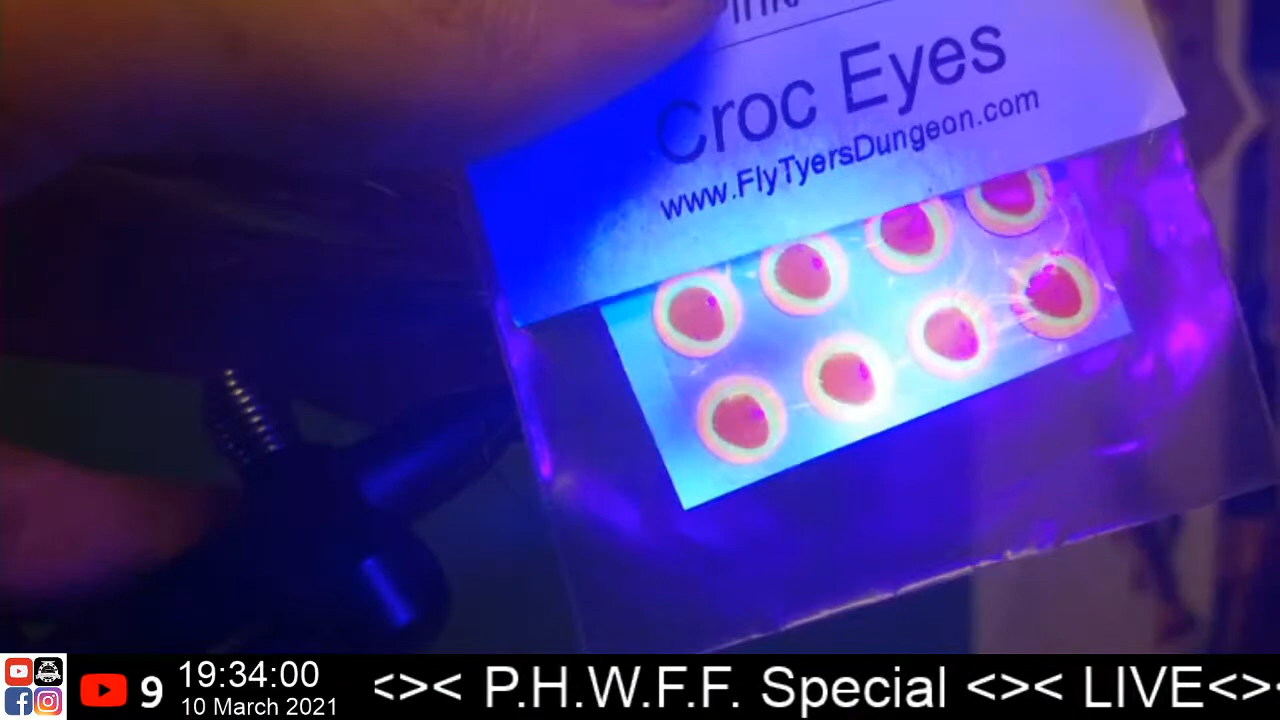 Croc Eyes
www.FlyTyersDungeon.com
9
19:34:00
10 March 2021
<>< P.H.W.F.F. Special <>< LIVE<>